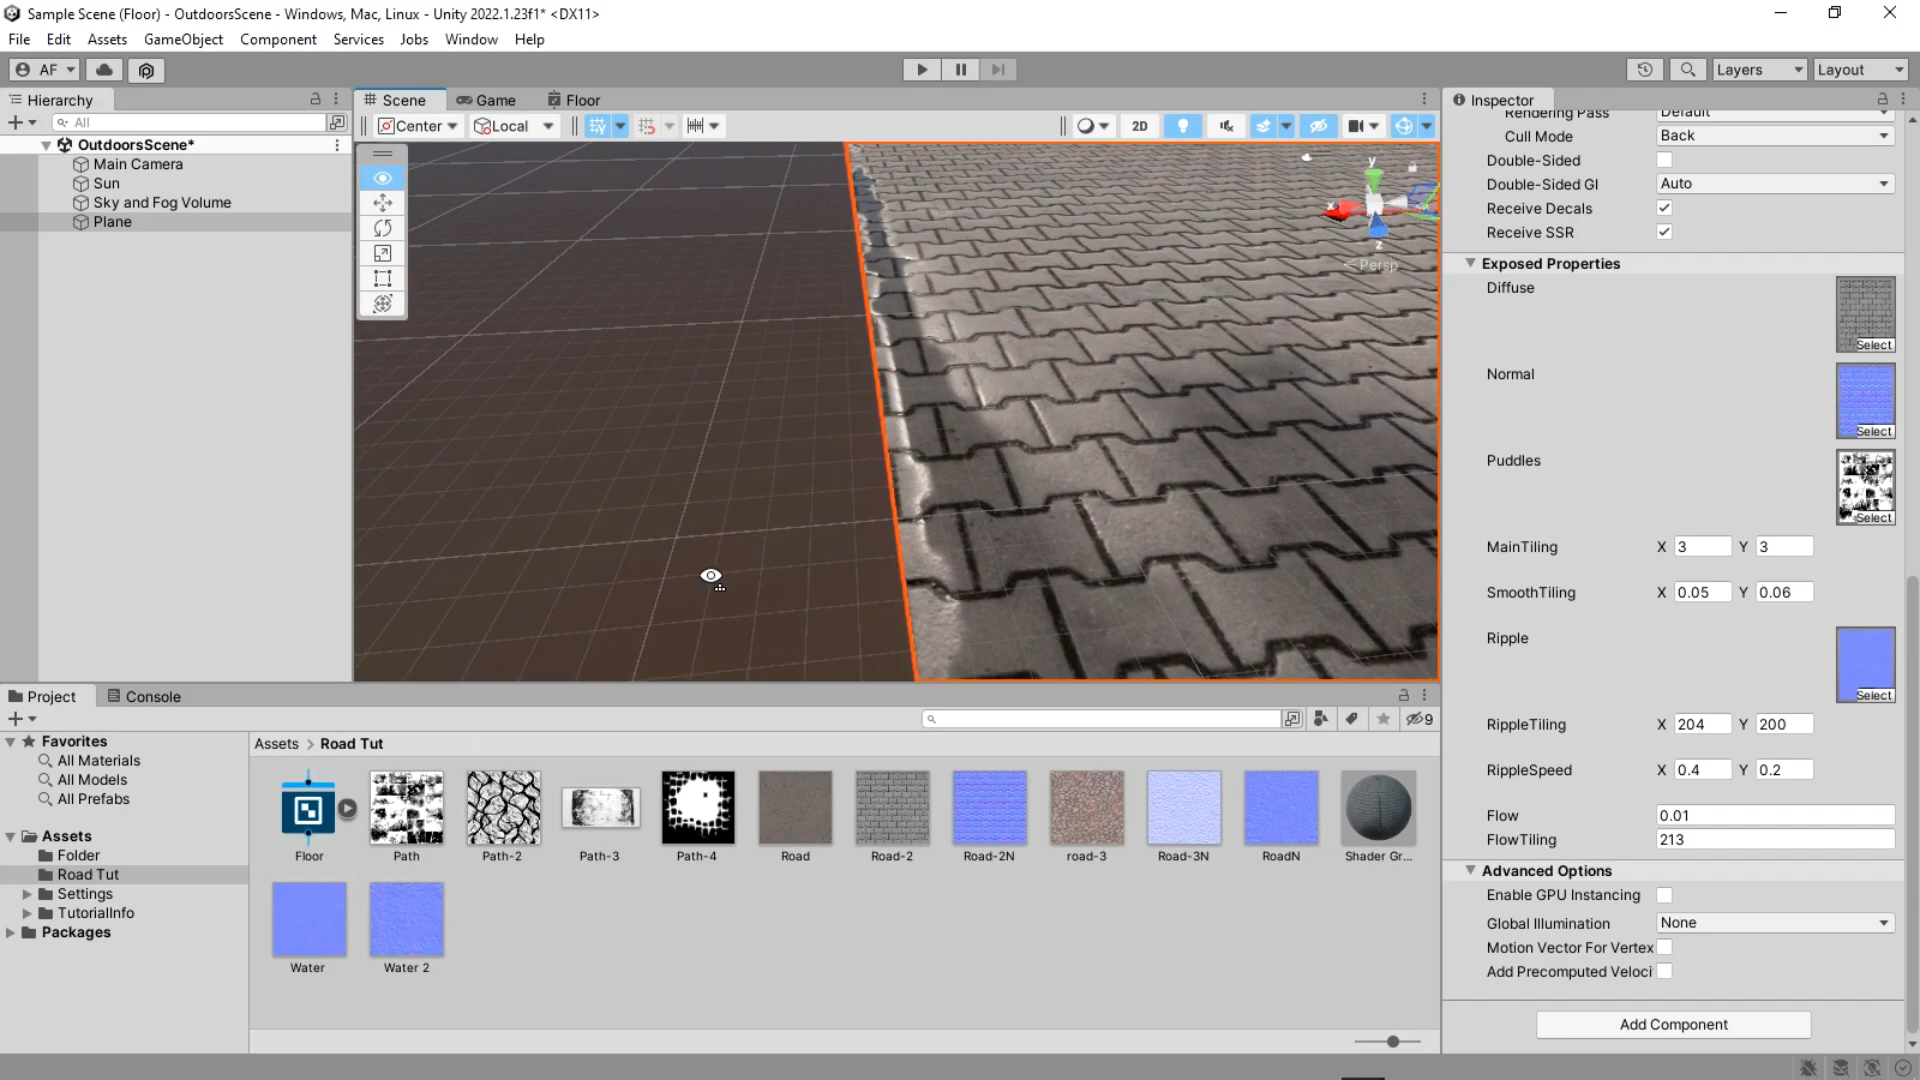 Sample Scene (Floor) - OutdoorsScene - Windows, Mac, Linux - Unity 2022.1.23f1* <DX11>
File Edit Assets GameObject Component Services Jobs Window Help
AF
Layers
Layout
Hierarchy
All
OutdoorsScene*
Main Camera
Sun
Sky and Fog Volume
Plane
Scene
Game
Floor
Center
Local
2D
y
x
z
Persp
Inspector
Rendering Pass Default
Cull Mode Back
Double-Sided
Double-Sided GI Auto
Receive Decals
Receive SSR
Exposed Properties
Diffuse
Select
Normal
Select
Puddles
Select
MainTiling X 3 Y 3
SmoothTiling X 0.05 Y 0.06
Ripple
Select
RippleTiling X 204 Y 200
RippleSpeed X 0.4 Y 0.2
Flow 0.01
FlowTiling 213
Advanced Options
Enable GPU Instancing
Global Illumination None
Motion Vector For Vertex
Add Precomputed Veloci
Add Component
Project
Console
9
Favorites
All Materials
All Models
All Prefabs
Assets
Folder
Road Tut
Settings
TutorialInfo
Packages
Assets > Road Tut
Floor Path Path-2 Path-3 Path-4 Road Road-2 Road-2N road-3 Road-3N RoadN Shader Gr...
Water Water 2